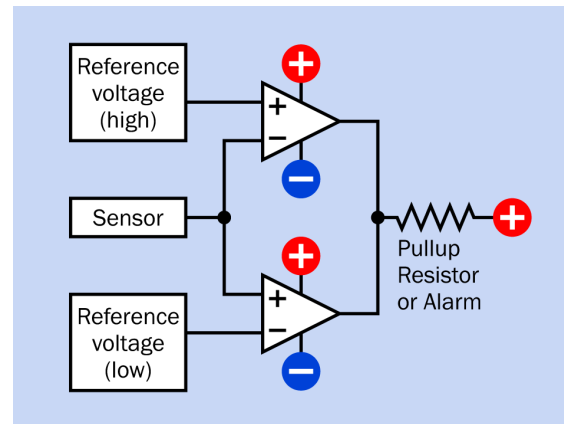 Reference
voltage
(high)
+
+
−
−
Sensor
+
Pullup
Resistor
or Alarm
+
+
−
−
Reference
voltage
(low)